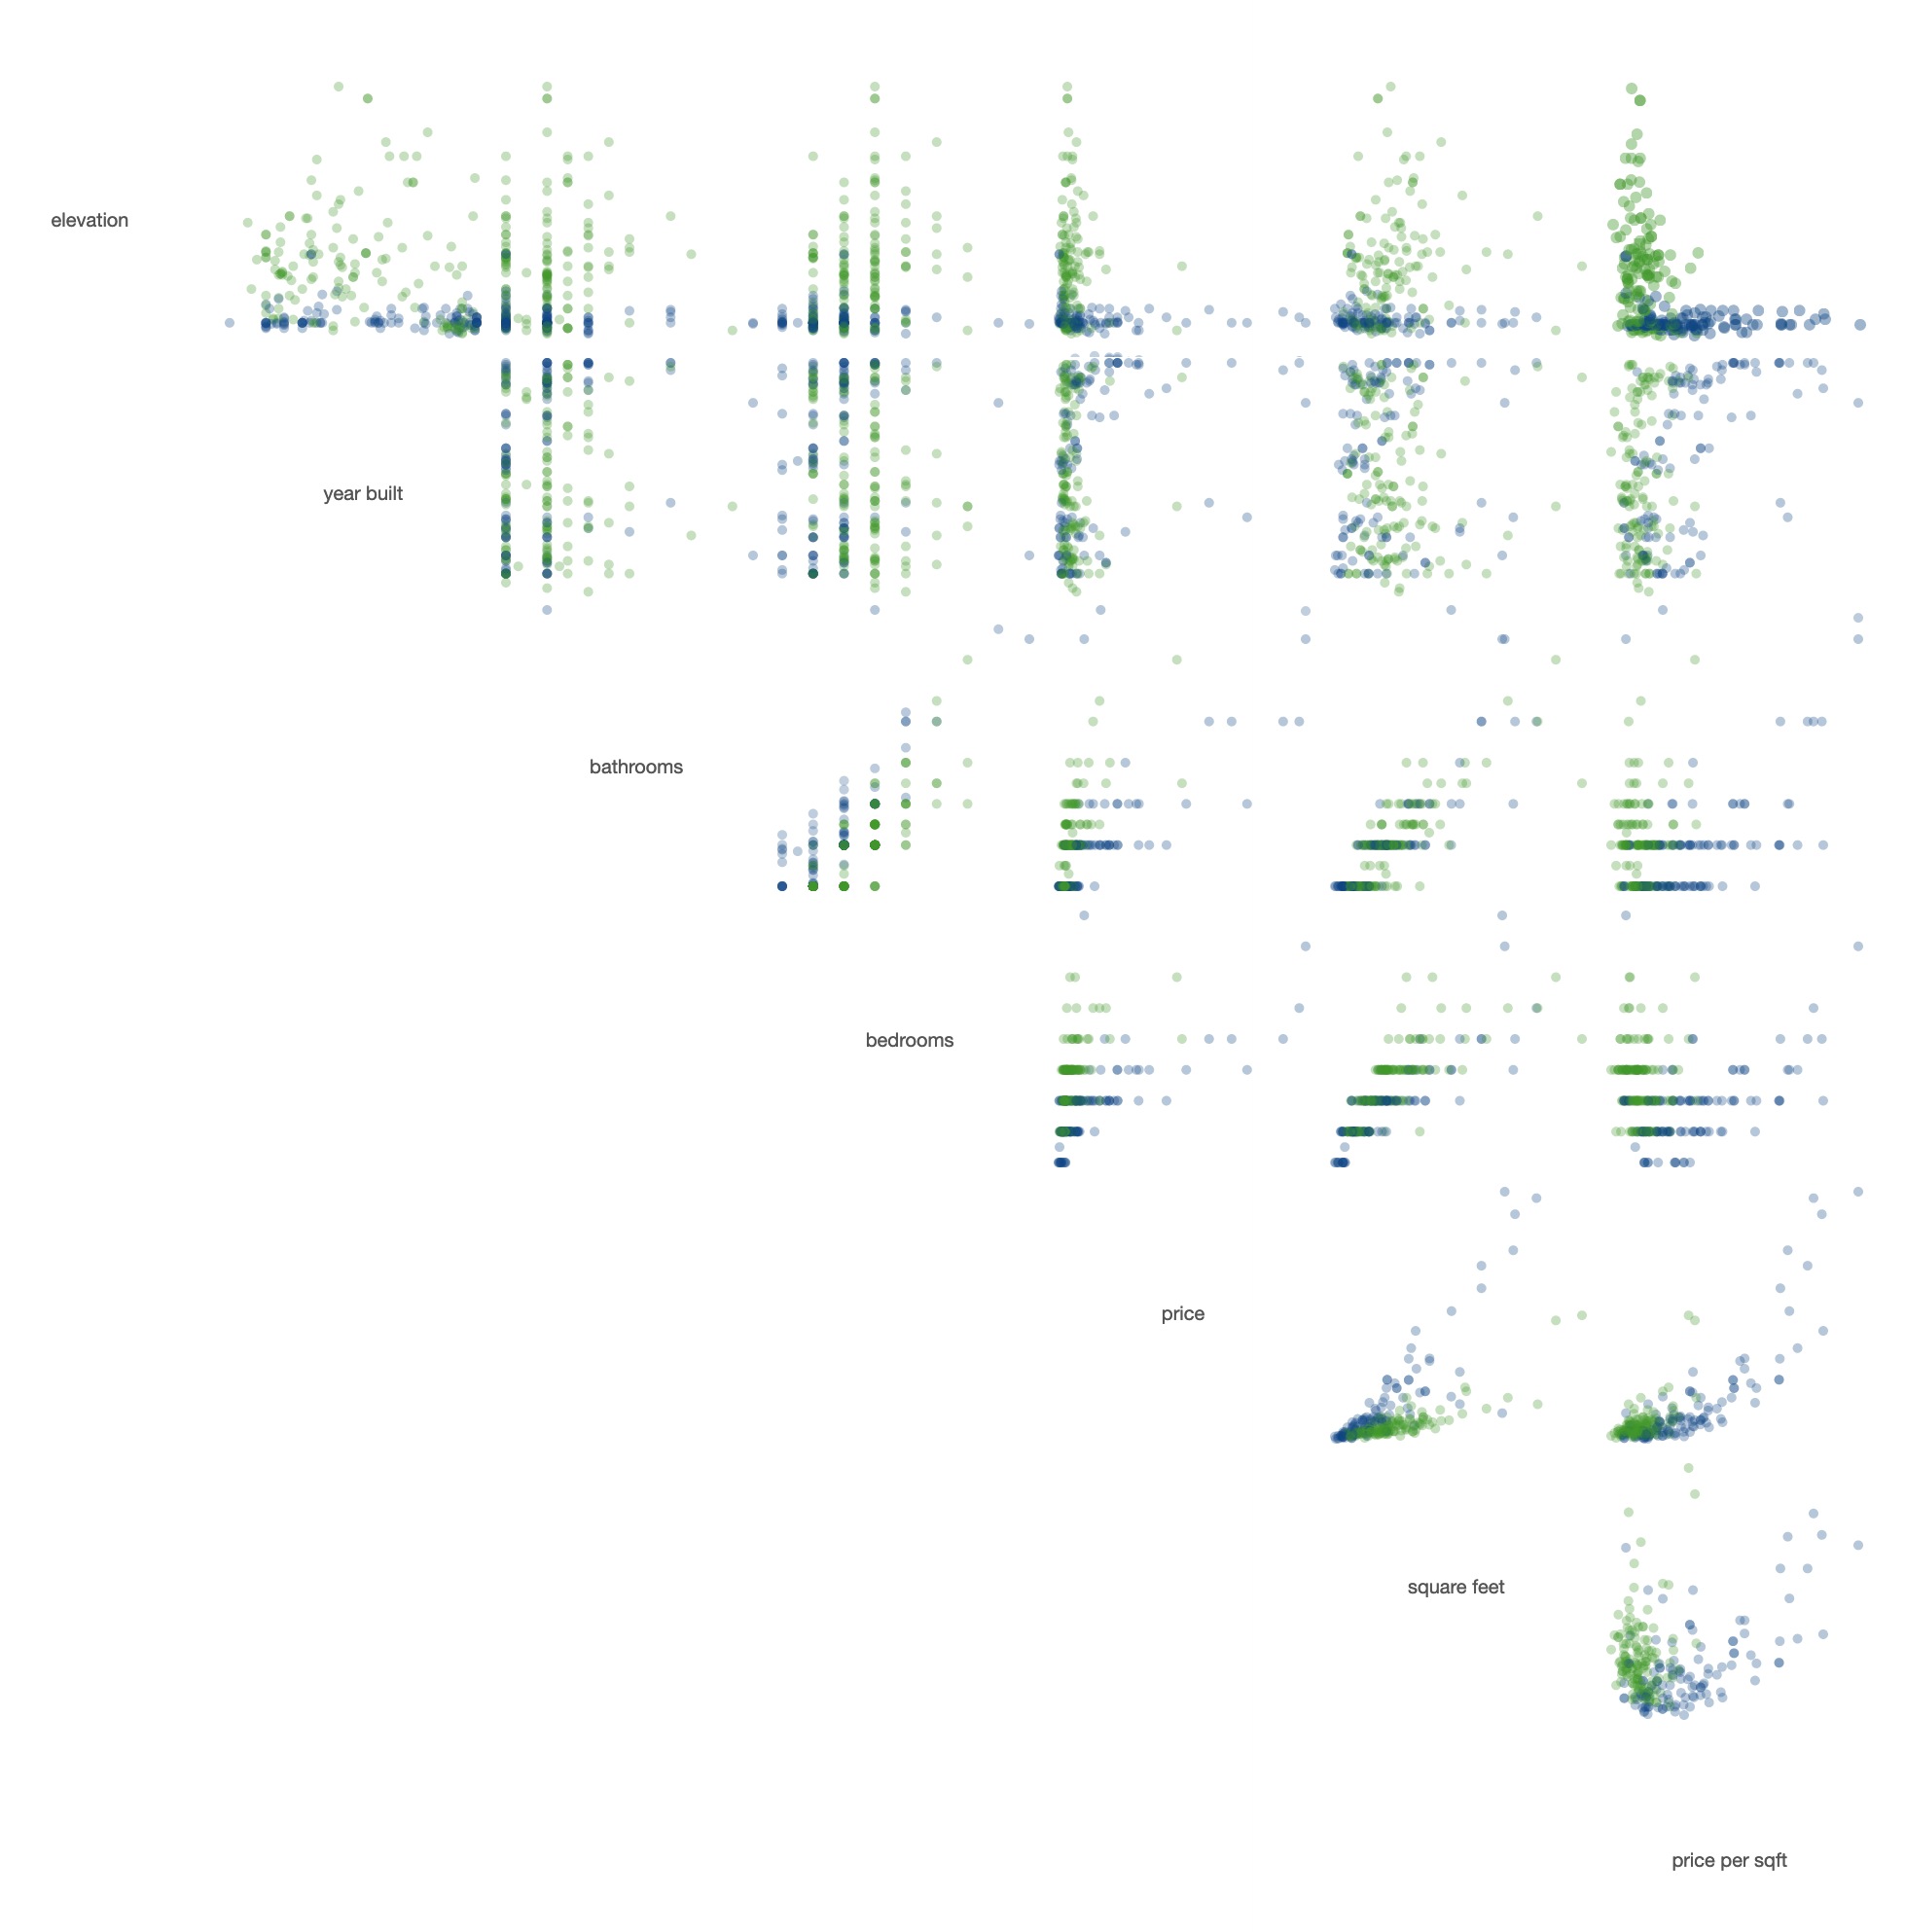 elevation
year built
bathrooms
bedrooms
price
square feet
price per sqft